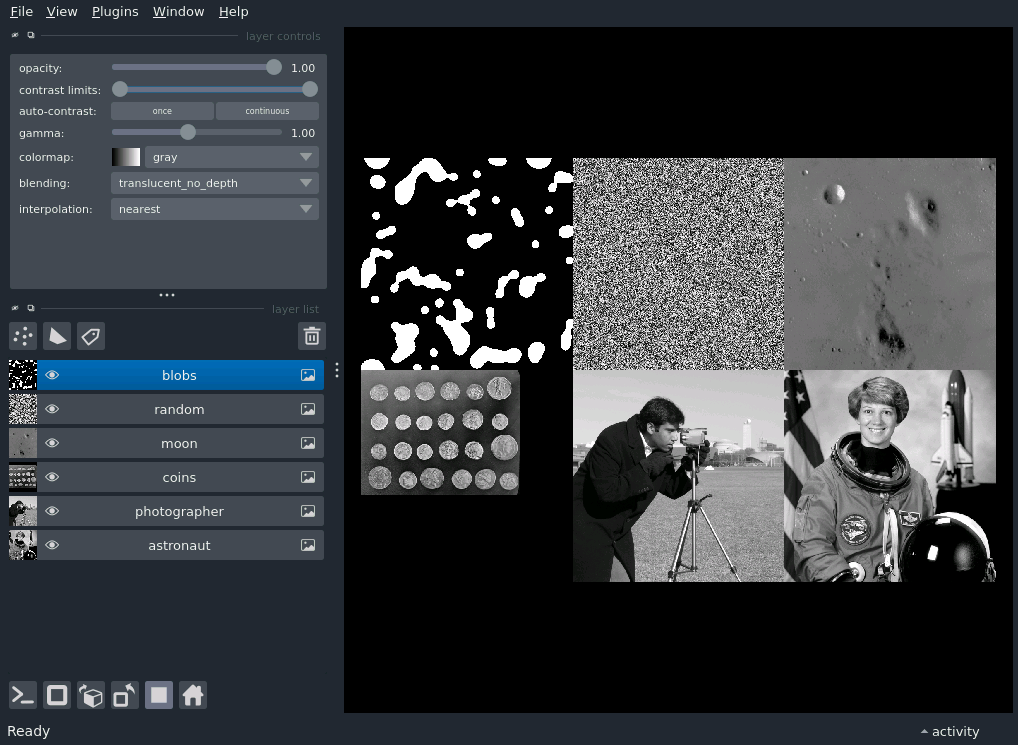 File View Plugins Window Help
layer controls
opacity: 1.00
contrast limits:
auto-contrast: once continuous
gamma: 1.00
colormap: gray
blending: translucent_no_depth
interpolation: nearest
layer list
blobs
random
moon
coins
photographer
astronaut
Ready
activity